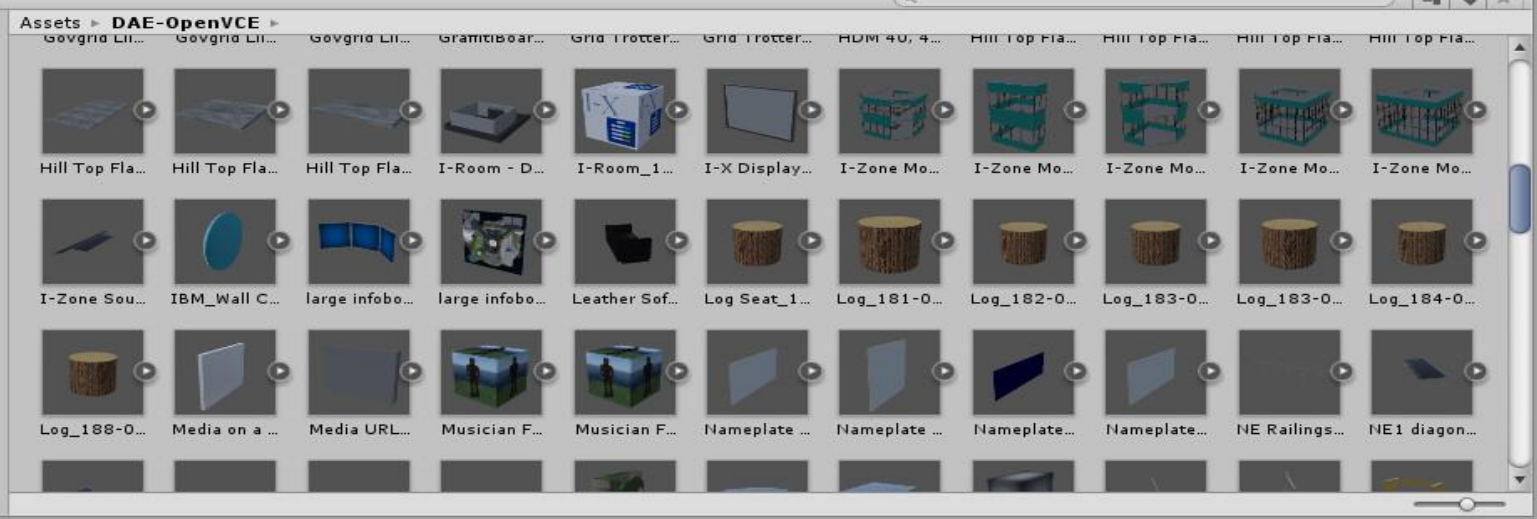 Assets ▸ DAE-OpenVCE ▸
Govgrid Lil... Govgrid Li... Govgrid Lil... GraffitiBoar... Grid Trotter... Grid Trotter... HDM 40, 4... Hill Top Fla... Hill Top Fla... Hill Top Fla... Hill Top Fla...
I-X
Hill Top Fla... Hill Top Fla... Hill Top Fla... I-Room - D... I-Room_1... I-X Display... I-Zone Mo... I-Zone Mo... I-Zone Mo... I-Zone Mo... I-Zone Mo...
I-Zone Sou... IBM_Wall C... large infobo... large infobo... Leather Sof... Log Seat_1... Log_181-0... Log_182-0... Log_183-0... Log_183-0... Log_184-0...
Log_188-0... Media on a ... Media URL... Musician F... Musician F... Nameplate ... Nameplate ... Nameplate... Nameplate... NE Railings... NE1 diagon...